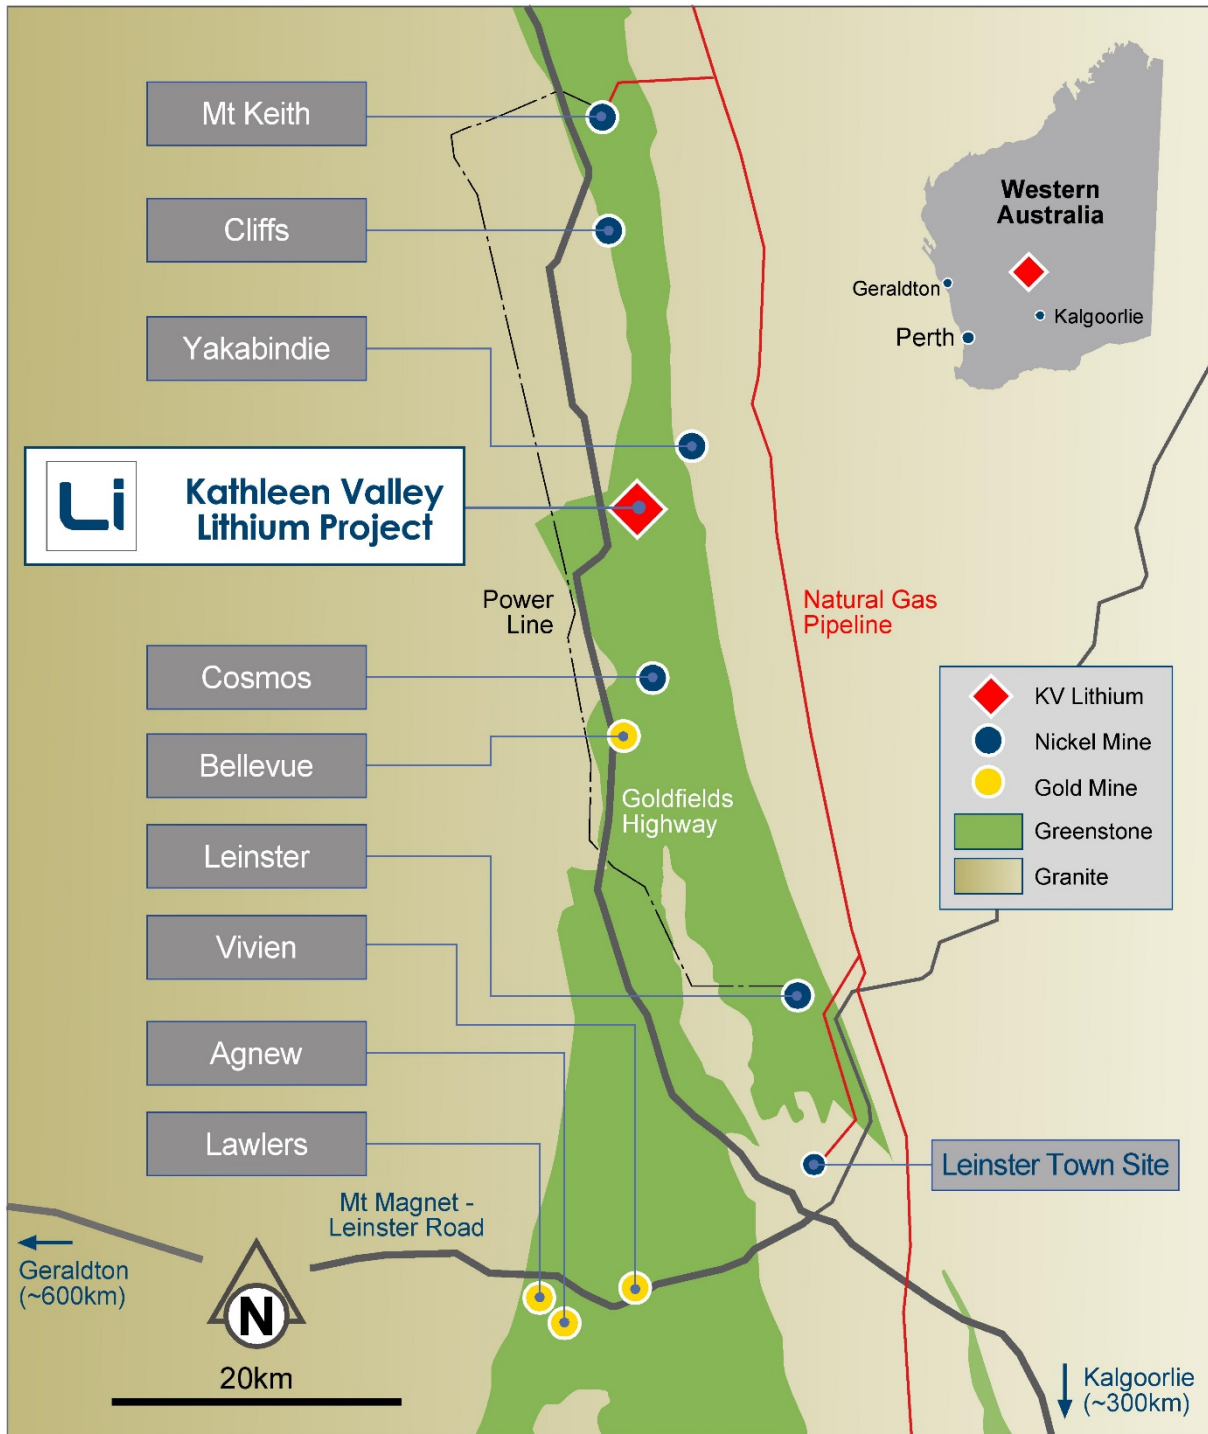 Mt Keith
Cliffs
Yakabindie
Li
Kathleen Valley
Lithium Project
Cosmos
Bellevue
Leinster
Vivien
Agnew
Lawlers
Power
Line
Goldfields
Highway
Natural Gas
Pipeline
Western
Australia
Geraldton
Kalgoorlie
Perth
KV Lithium
Nickel Mine
Gold Mine
Greenstone
Granite
Leinster Town Site
Mt Magnet -
Leinster Road
Geraldton
(~600km)
N
20km
Kalgoorlie
(~300km)